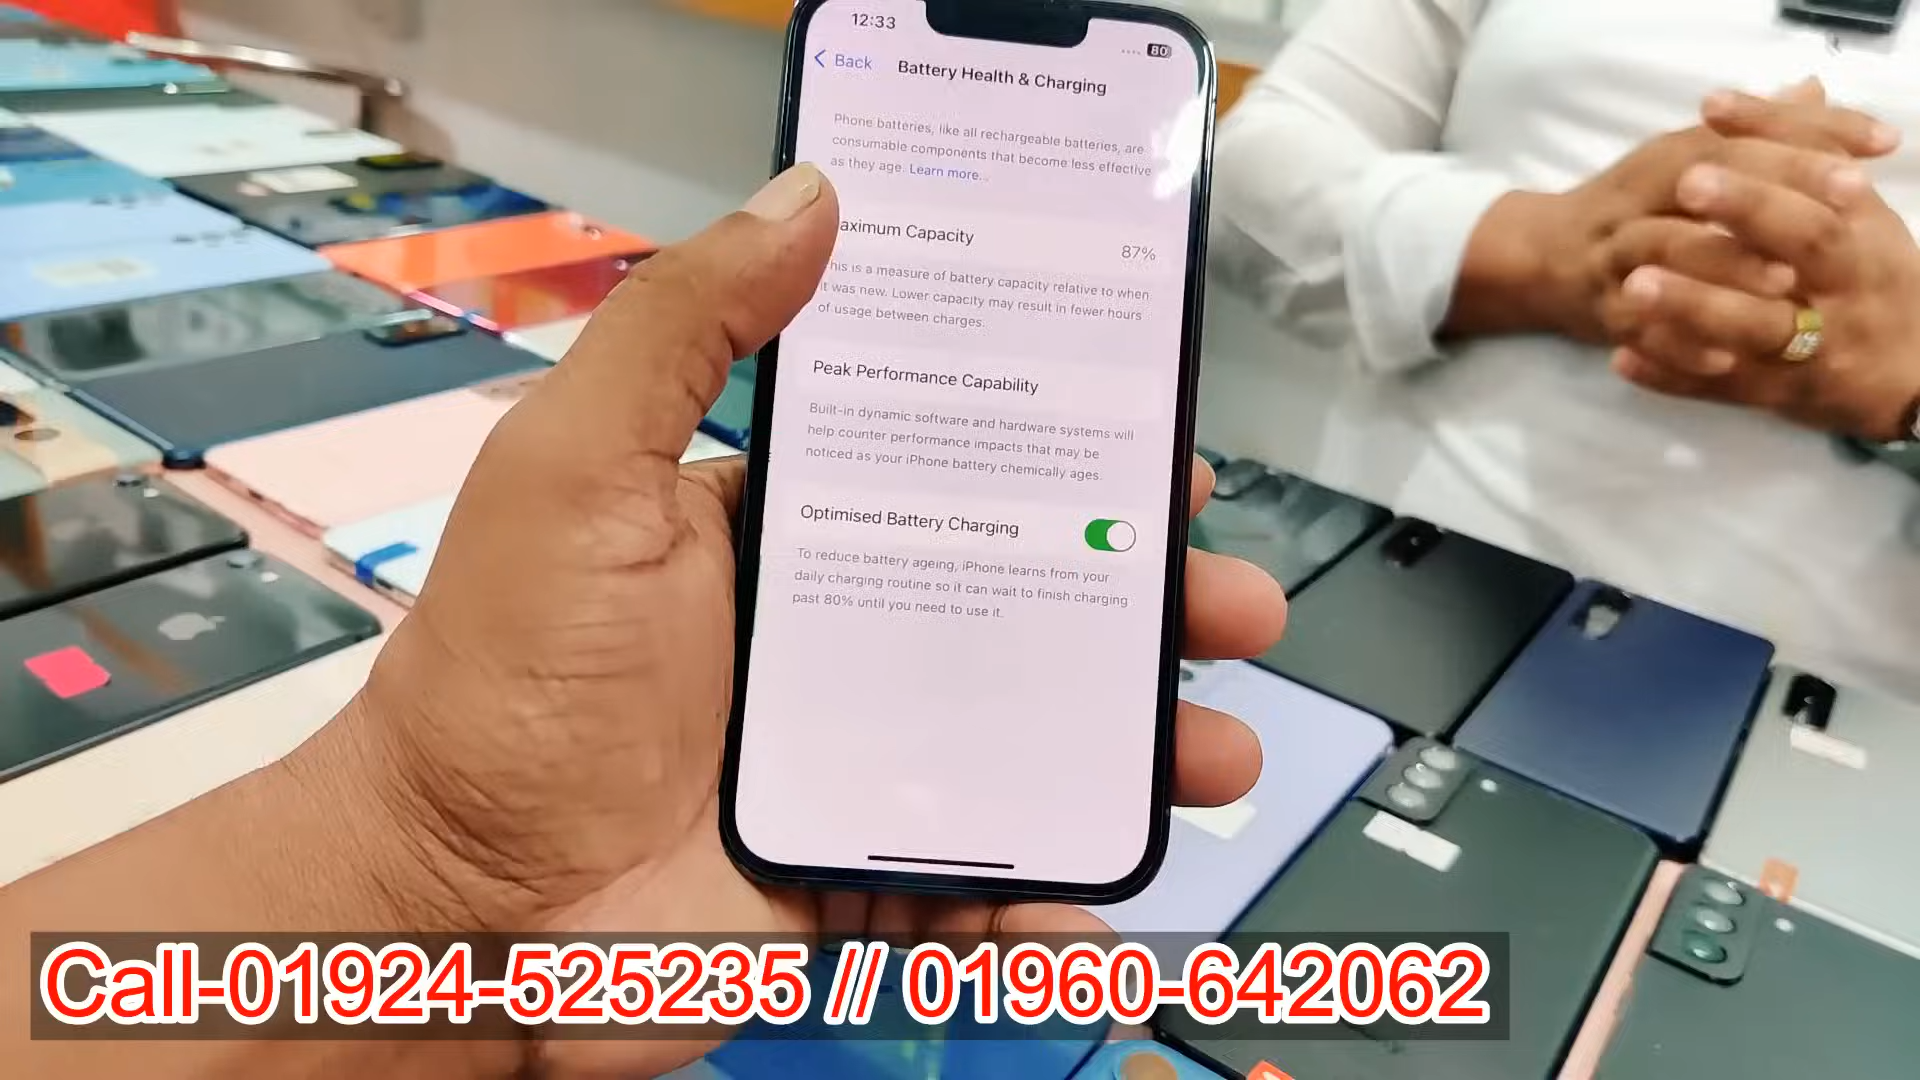 12:33
80
Back
Battery Health & Charging
Phone batteries, like all rechargeable batteries, are
consumable components that become less effective
as they age. Learn more...
aximum Capacity
87%
his is a measure of battery capacity relative to when
it was new. Lower capacity may result in fewer hours
of usage between charges.
Peak Performance Capability
Built-in dynamic software and hardware systems will
help counter performance impacts that may be
noticed as your iPhone battery chemically ages.
Optimised Battery Charging
To reduce battery ageing, iPhone learns from your
daily charging routine so it can wait to finish charging
past 80% until you need to use it.
Call-01924-525235 // 01960-642062